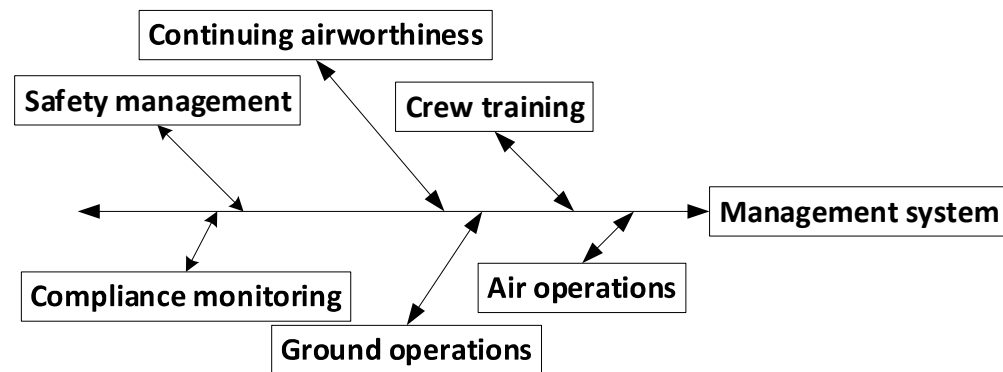 Continuing airworthiness
Safety management
Crew training
Management system
Compliance monitoring
Air operations
Ground operations